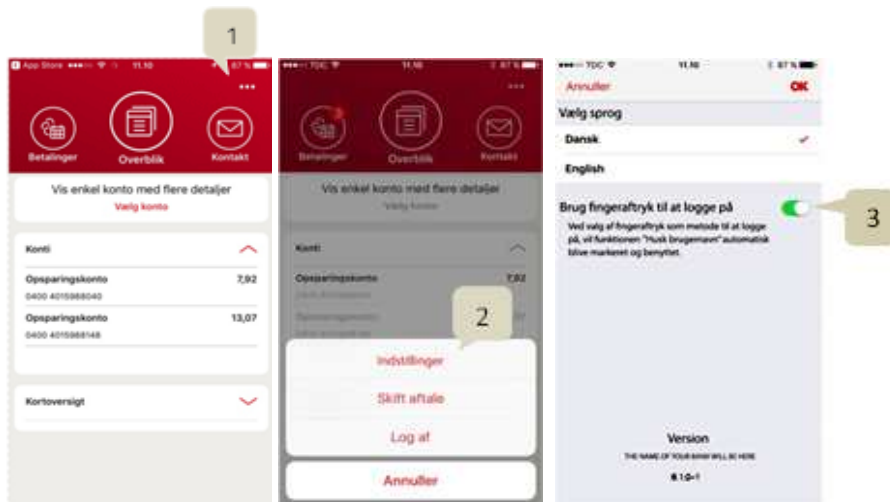 1
App Store 11.10 87 %
Betalinger
Overblik
Kontakt
Vis enkel konto med flere detaljer
Vælg konto
Konti
Opsparingskonto 7,92
0400 4015988040
Opsparingskonto 13,07
0400 4015988148
Kortoversigt
2
TDC 11.10 87 %
Betalinger
Overblik
Kontakt
Vis enkel konto med flere detaljer
Vælg konto
Konti
Opsparingskonto 7,92
Indstillinger
Skift aftale
Log af
Annuller
3
TDC 11.10 87 %
Annuller OK
Vælg sprog
Dansk
English
Brug fingeraftryk til at logge på
Ved valg af fingeraftryk som metode til at logge
på, vil funktionen "Husk brugernavn" automatisk
blive markeret og benyttet.
Version
THE NAME OF YOUR BANK WILL BE HERE